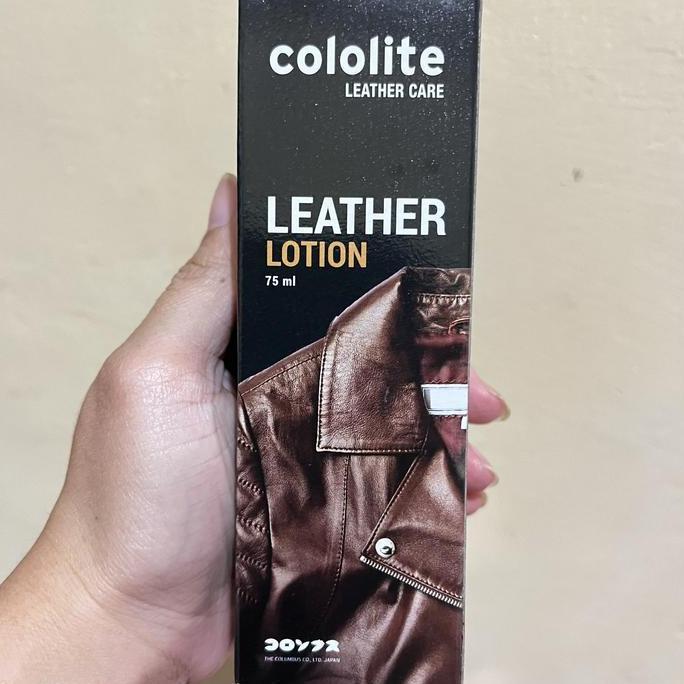 cololite
LEATHER CARE
LEATHER
LOTION
75 ml
コロンブス
THE COLUMBUS CO., LTD. JAPAN